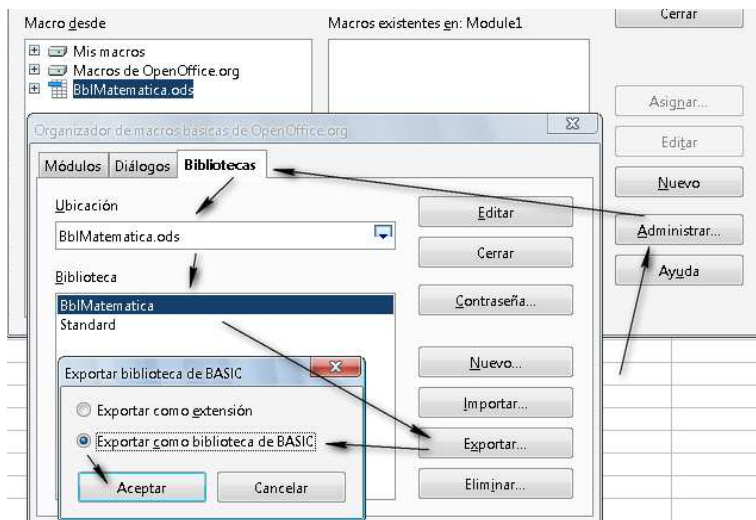 Macro desde
Macros existentes en: Module1
Cerrar
Mis macros
Macros de OpenOffice.org
BblMatematica.ods
Asignar...
Editar
Nuevo
Administrar...
Ayuda
Organizador de macros básicas de OpenOffice.org
Módulos Diálogos Bibliotecas
Ubicación
BblMatematica.ods
Biblioteca
BblMatematica
Standard
Editar
Cerrar
Contraseña...
Nuevo...
Importar...
Exportar...
Eliminar...
Exportar biblioteca de BASIC
Exportar como extensión
Exportar como biblioteca de BASIC
Aceptar Cancelar